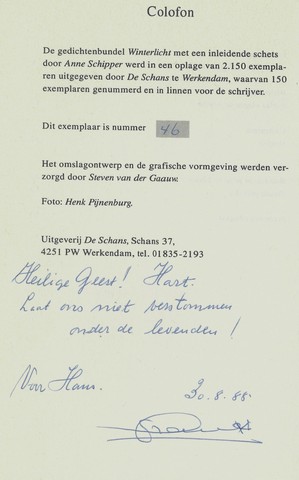 Colofon
De gedichtenbundel Winterlicht met een inleidende schets
door Anne Schipper werd in een oplage van 2.150 exempla-
ren uitgegeven door De Schans te Werkendam, waarvan 150
exemplaren genummerd en in linnen voor de schrijver.
Dit exemplaar is nummer 46
Het omslagontwerp en de grafische vormgeving werden ver-
zorgd door Steven van der Gaauw.
Foto: Henk Pijnenburg.
Uitgeverij De Schans, Schans 37,
4251 PW Werkendam, tel. 01835-2193
Heilige Geest! Hart.
Laat ons niet verstommen
onder de levenden!
Voor Hans.
30.8.88.